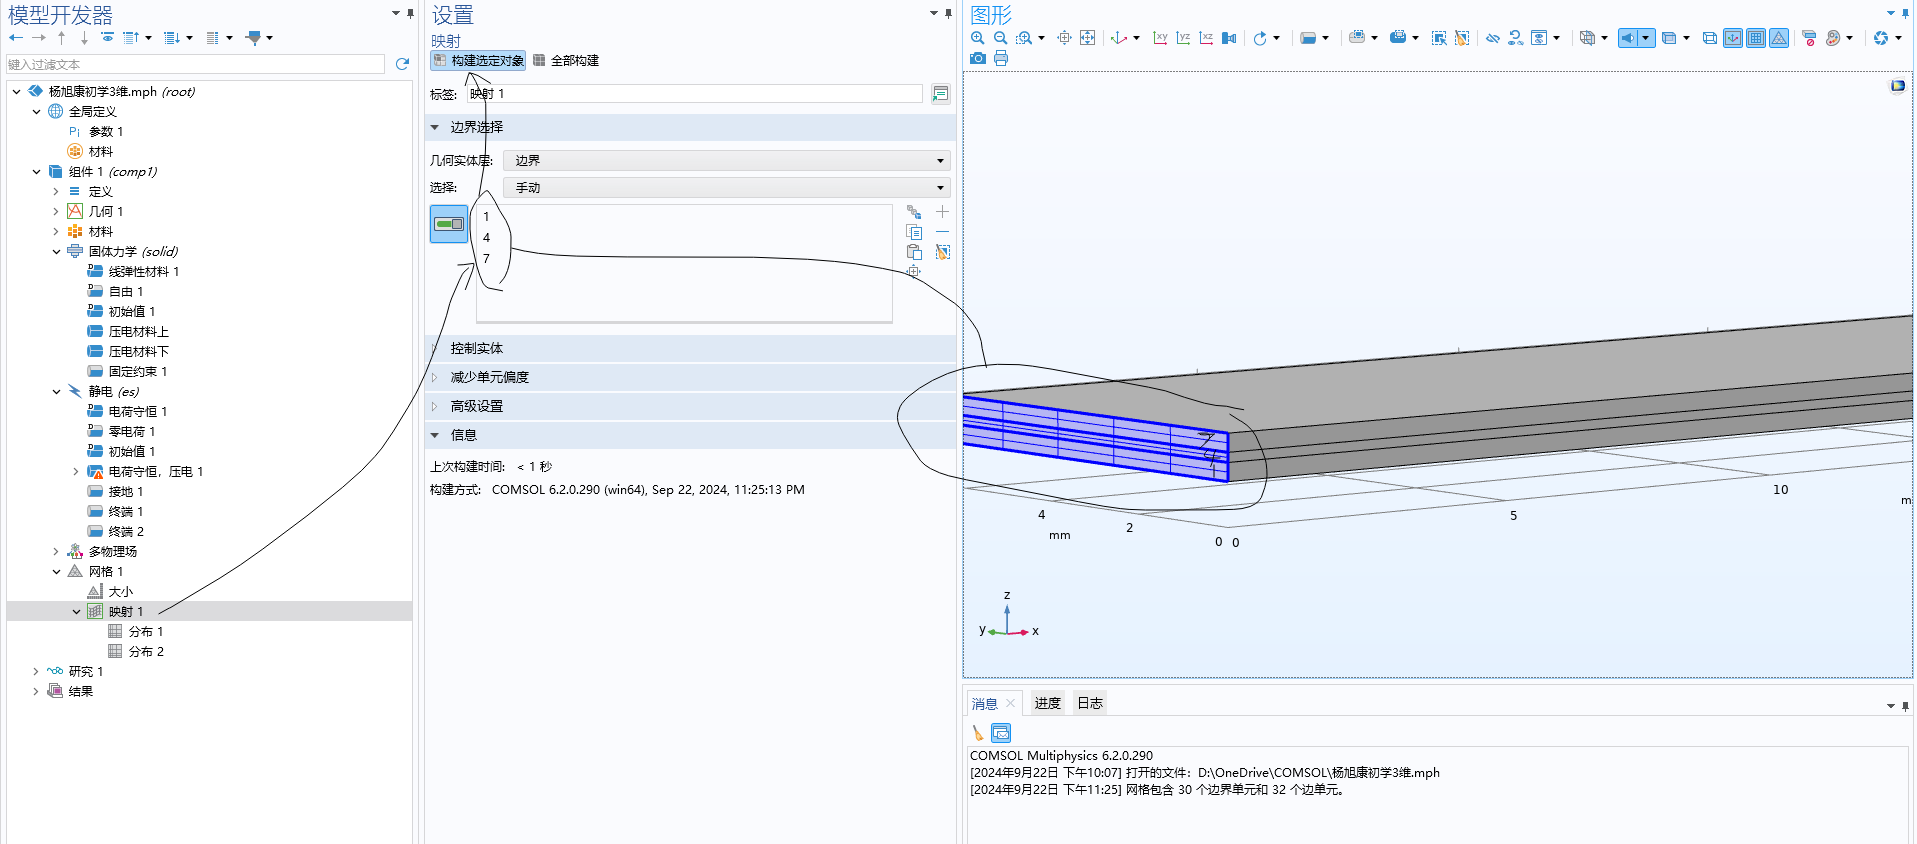 模型开发器
键入过滤文本
杨旭康初学3维.mph (root)
全局定义
Pi 参数 1
材料
组件 1 (comp1)
定义
几何 1
材料
固体力学 (solid)
线弹性材料 1
自由 1
初始值 1
压电材料上
压电材料下
固定约束 1
静电 (es)
电荷守恒 1
零电荷 1
初始值 1
电荷守恒，压电 1
接地 1
终端 1
终端 2
多物理场
网格 1
大小
映射 1
分布 1
分布 2
研究 1
结果
设置
映射
构建选定对象 全部构建
标签: 映射 1
边界选择
几何实体层: 边界
选择: 手动
1
4
7
控制实体
减少单元偏度
高级设置
信息
上次构建时间: < 1 秒
构建方式: COMSOL 6.2.0.290 (win64), Sep 22, 2024, 11:25:13 PM
图形
xy yz xz
10
5
m
4
2
mm
0 0
z
y x
消息 进度 日志
COMSOL Multiphysics 6.2.0.290
[2024年9月22日 下午10:07] 打开的文件: D:\OneDrive\COMSOL\杨旭康初学3维.mph
[2024年9月22日 下午11:25] 网格包含 30 个边界单元和 32 个边单元。